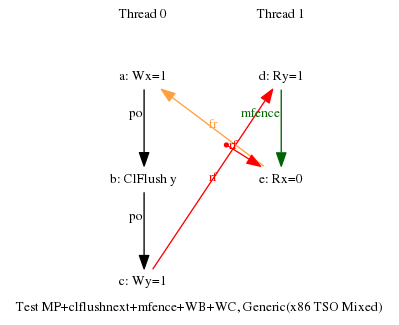 Thread 0
Thread 1
a: Wx=1
d: Ry=1
po
mfence
fr
rf
b: ClFlush y
e: Rx=0
rf
po
c: Wy=1
Test MP+clflushnext+mfence+WB+WC, Generic(x86 TSO Mixed)